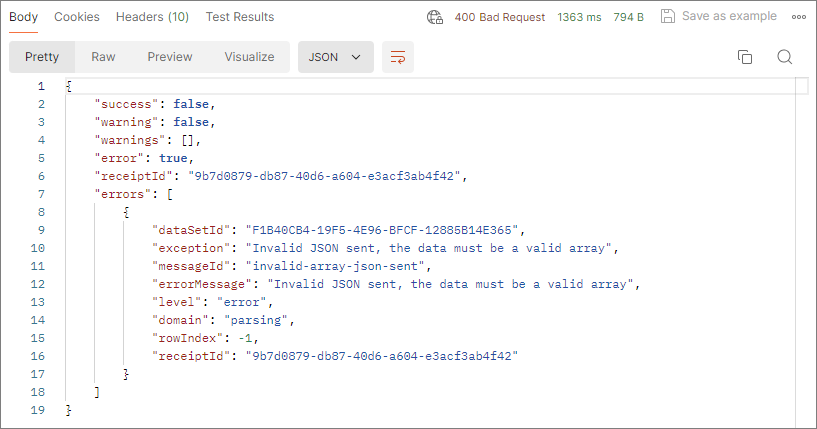 Body Cookies Headers (10) Test Results 400 Bad Request 1363 ms 794 B Save as example
Pretty Raw Preview Visualize JSON
1 {
2 "success": false,
3 "warning": false,
4 "warnings": [],
5 "error": true,
6 "receiptId": "9b7d0879-db87-40d6-a604-e3acf3ab4f42",
7 "errors": [
8 {
9 "dataSetId": "F1B40CB4-19F5-4E96-BFCF-12885B14E365",
10 "exception": "Invalid JSON sent, the data must be a valid array",
11 "messageId": "invalid-array-json-sent",
12 "errorMessage": "Invalid JSON sent, the data must be a valid array",
13 "level": "error",
14 "domain": "parsing",
15 "rowIndex": -1,
16 "receiptId": "9b7d0879-db87-40d6-a604-e3acf3ab4f42"
17 }
18 ]
19 }